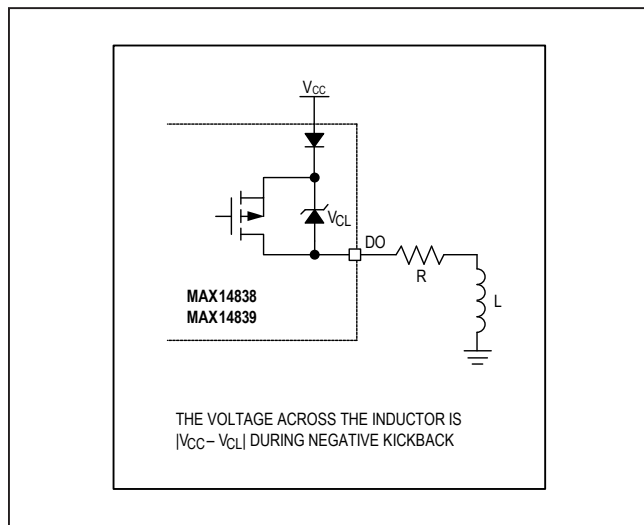 VCC
VCL
DO
R
L
MAX14838
MAX14839
THE VOLTAGE ACROSS THE INDUCTOR IS
|VCC – VCL| DURING NEGATIVE KICKBACK